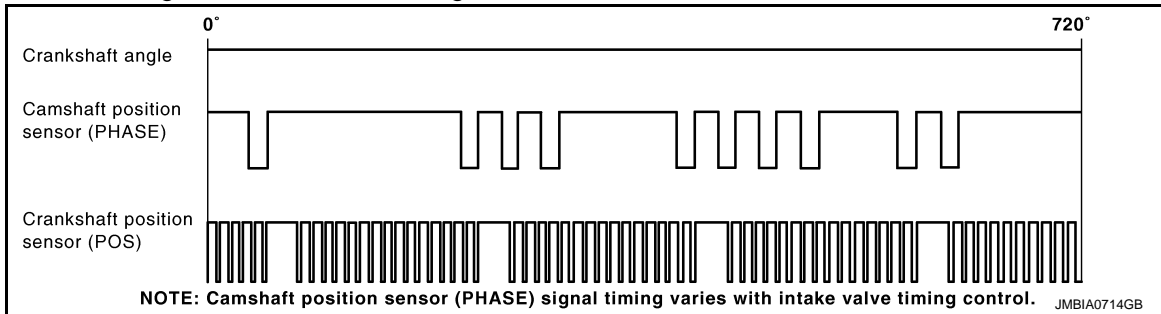 0° 720°
Crankshaft angle
Camshaft position
sensor (PHASE)
Crankshaft position
sensor (POS)
NOTE: Camshaft position sensor (PHASE) signal timing varies with intake valve timing control.
JMBIA0714GB